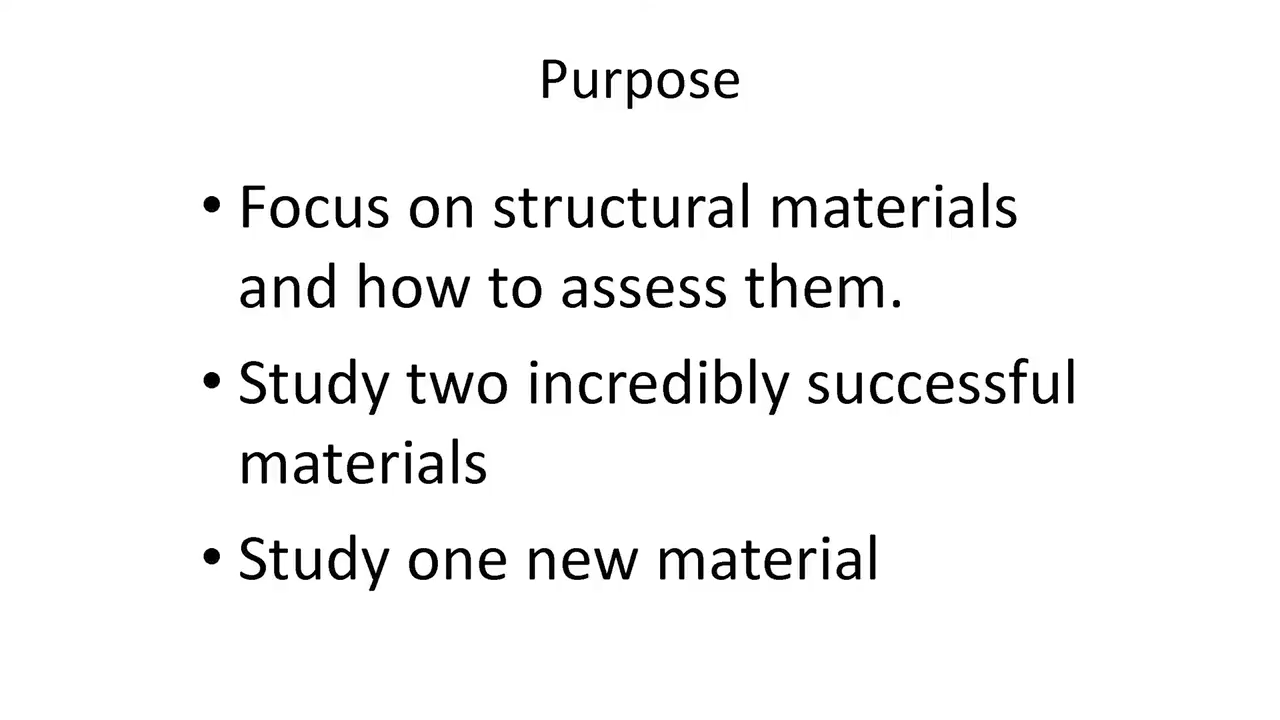 Purpose
• Focus on structural materials
and how to assess them.
• Study two incredibly successful
materials
• Study one new material